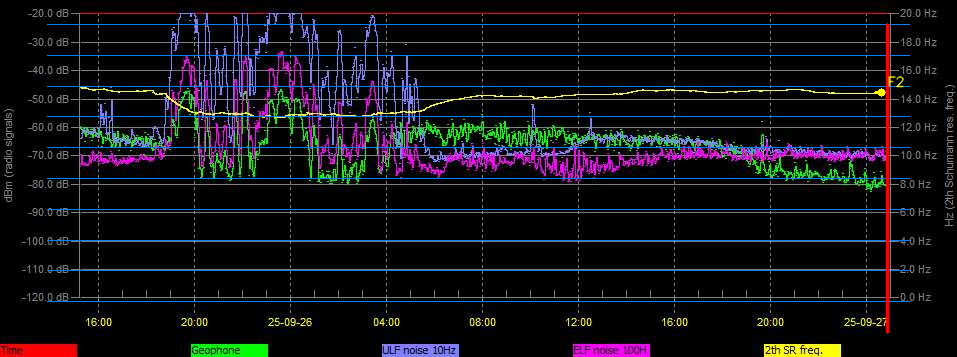 -20.0 dB 20.0 Hz
-30.0 dB 18.0 Hz
-40.0 dB 16.0 Hz
F2
-50.0 dB 14.0 Hz
-60.0 dB 12.0 Hz
-70.0 dB 10.0 Hz
-80.0 dB 8.0 Hz
-90.0 dB 6.0 Hz
-100.0 dB 4.0 Hz
-110.0 dB 2.0 Hz
-120.0 dB 0.0 Hz
dBm (radio signals)
Hz (2th Schumann res. freq.)
16:00 20:00 25-09-26 04:00 08:00 12:00 16:00 20:00 25-09-27
Time Geophone ULF noise 10Hz ELF noise 100H 2th SR freq.